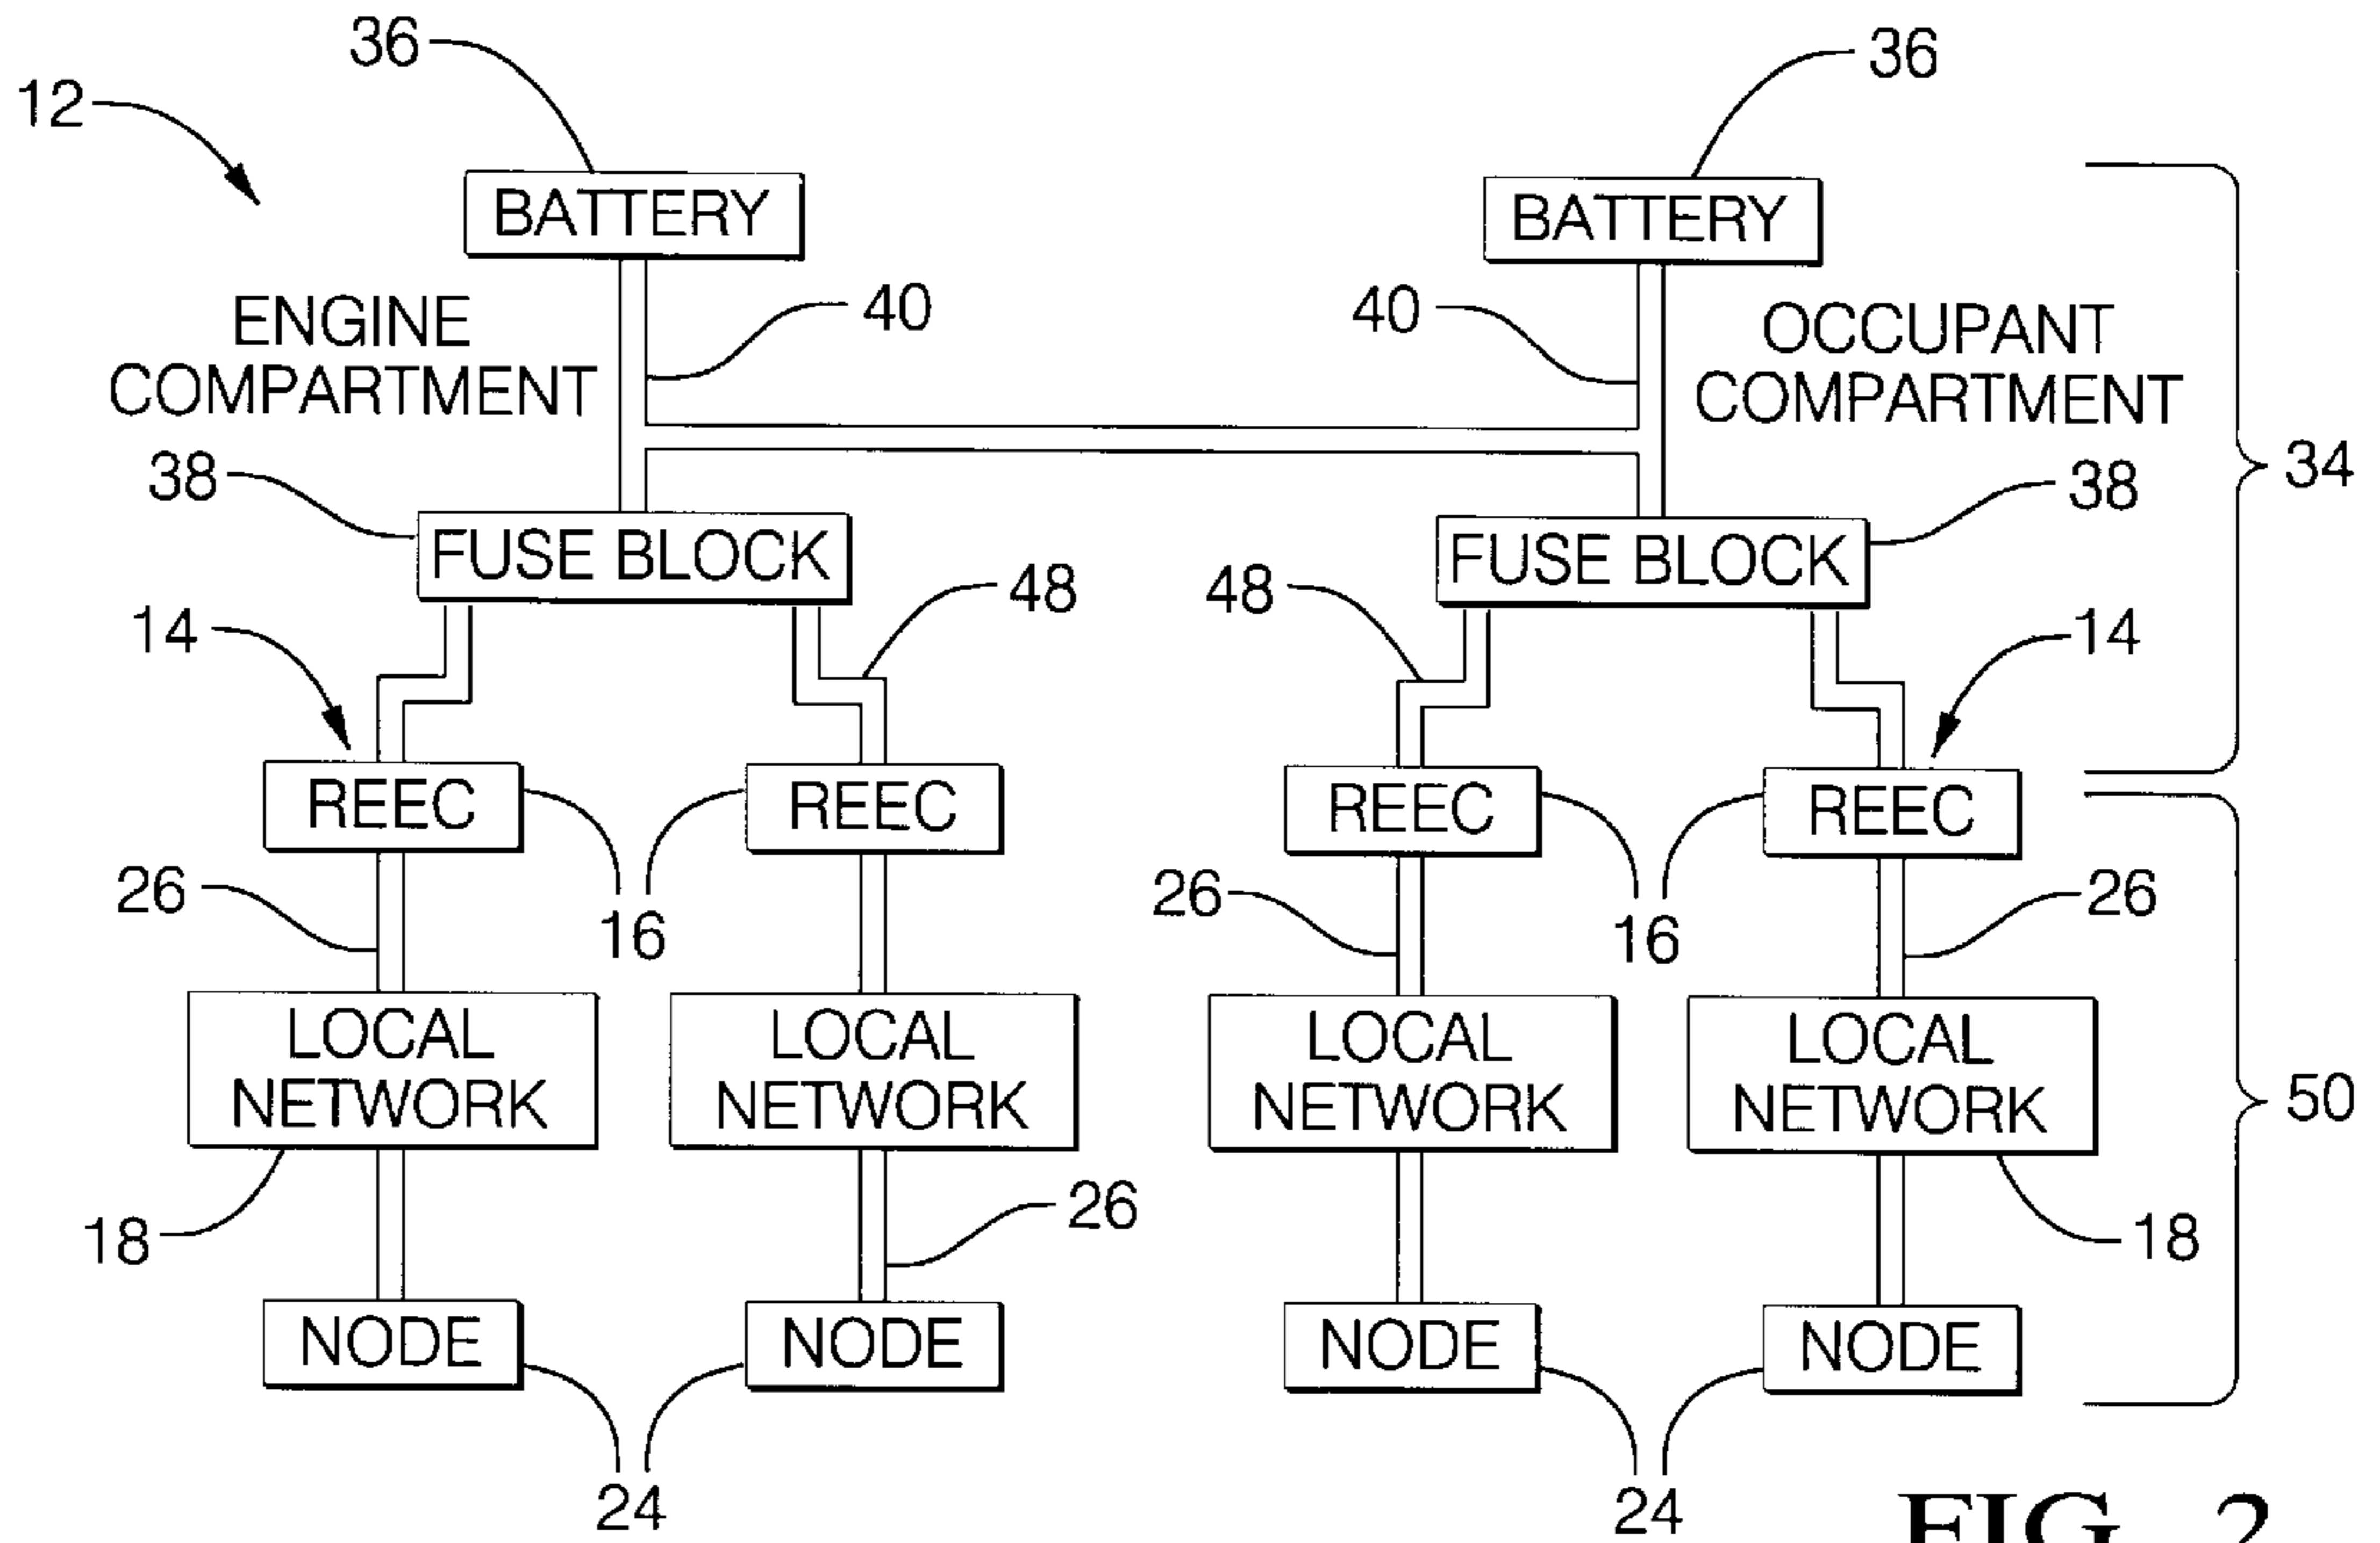 36
36
12
BATTERY
BATTERY
40
40
ENGINE
COMPARTMENT
OCCUPANT
COMPARTMENT
34
38
38
FUSE BLOCK
FUSE BLOCK
48
48
14
14
REEC
REEC
REEC
REEC
26
16
26
16
26
LOCAL
NETWORK
LOCAL
NETWORK
LOCAL
NETWORK
LOCAL
NETWORK
50
18
26
18
NODE
NODE
NODE
NODE
24
24
FIG. 2